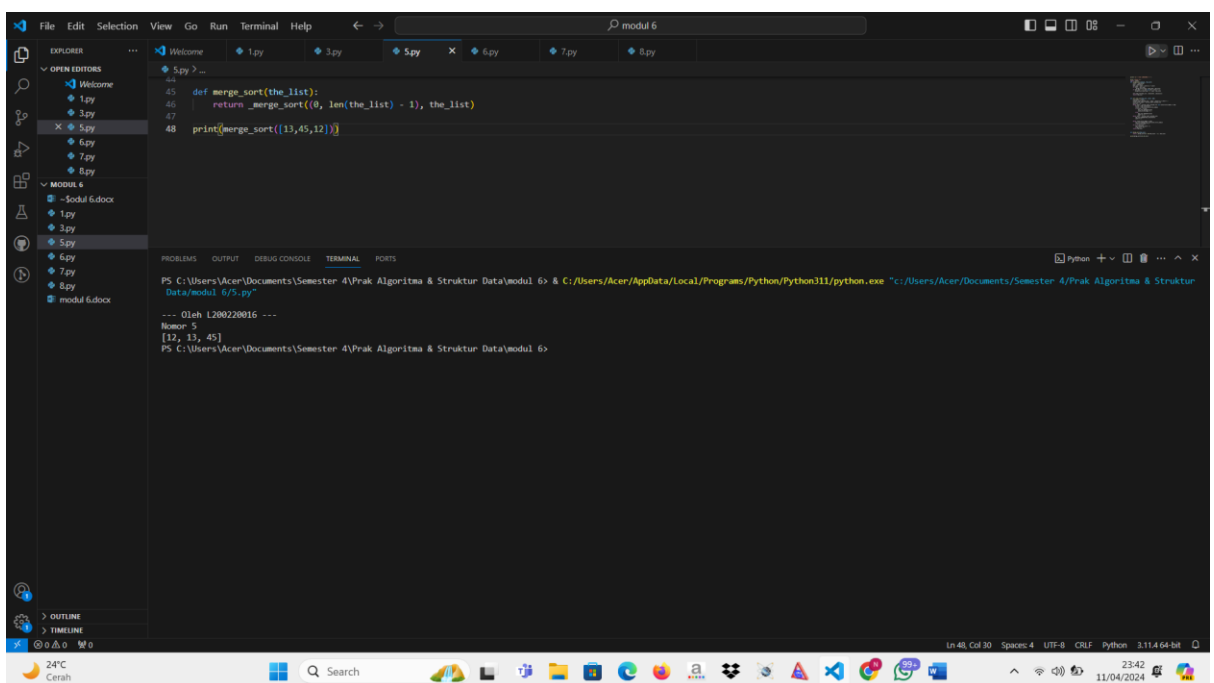 File Edit Selection View Go Run Terminal Help
modul 6
EXPLORER
OPEN EDITORS
Welcome
1.py
3.py
5.py
6.py
7.py
8.py
MODUL 6
~$odul 6.docx
1.py
3.py
5.py
6.py
7.py
8.py
modul 6.docx
OUTLINE
TIMELINE
Welcome 1.py 3.py 5.py 6.py 7.py 8.py
5.py > ...
44
45 def merge_sort(the_list):
46 return _merge_sort((0, len(the_list) - 1), the_list)
47
48 print(merge_sort([13,45,12]))
PROBLEMS OUTPUT DEBUG CONSOLE TERMINAL PORTS
Python
PS C:\Users\Acer\Documents\Semester 4\Prak Algoritma & Struktur Data\modul 6> & C:/Users/Acer/AppData/Local/Programs/Python/Python311/python.exe "c:/Users/Acer/Documents/Semester 4/Prak Algoritma & Struktur
Data/modul 6/5.py"
--- Oleh L200220016 ---
Nomor 5
[12, 13, 45]
PS C:\Users\Acer\Documents\Semester 4\Prak Algoritma & Struktur Data\modul 6>
0 0 0
Ln 48, Col 30 Spaces: 4 UTF-8 CRLF Python 3.11.4 64-bit
24°C
Cerah
Search
99+
23:42
11/04/2024